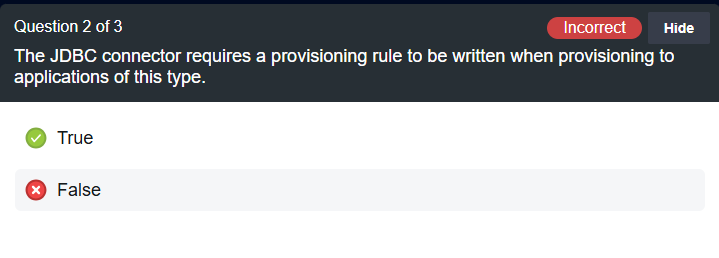 Question 2 of 3
Incorrect
Hide
The JDBC connector requires a provisioning rule to be written when provisioning to
applications of this type.
True
False